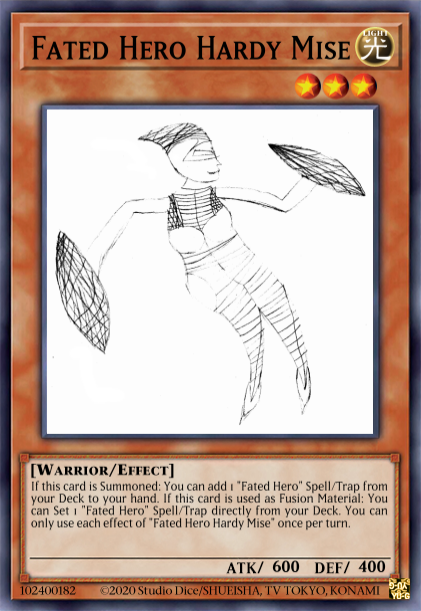 FATED HERO HARDY MISE
LIGHT
光
[WARRIOR/EFFECT]
If this card is Summoned: You can add 1 "Fated Hero" Spell/Trap from
your Deck to your hand. If this card is used as Fusion Material: You
can Set 1 "Fated Hero" Spell/Trap directly from your Deck. You can
only use each effect of "Fated Hero Hardy Mise" once per turn.
ATK/ 600 DEF/ 400
102400182 ©2020 Studio Dice/SHUEISHA, TV TOKYO, KONAMI